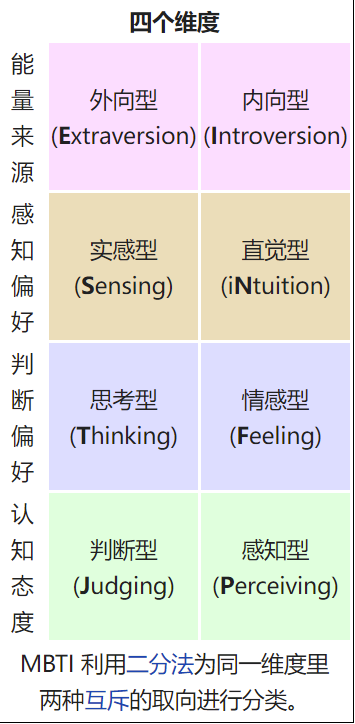 四个维度
能量来源
外向型
(Extraversion)
内向型
(Introversion)
感知偏好
实感型
(Sensing)
直觉型
(iNtuition)
判断偏好
思考型
(Thinking)
情感型
(Feeling)
认知态度
判断型
(Judging)
感知型
(Perceiving)
MBTI 利用二分法为同一维度里
两种互斥的取向进行分类。